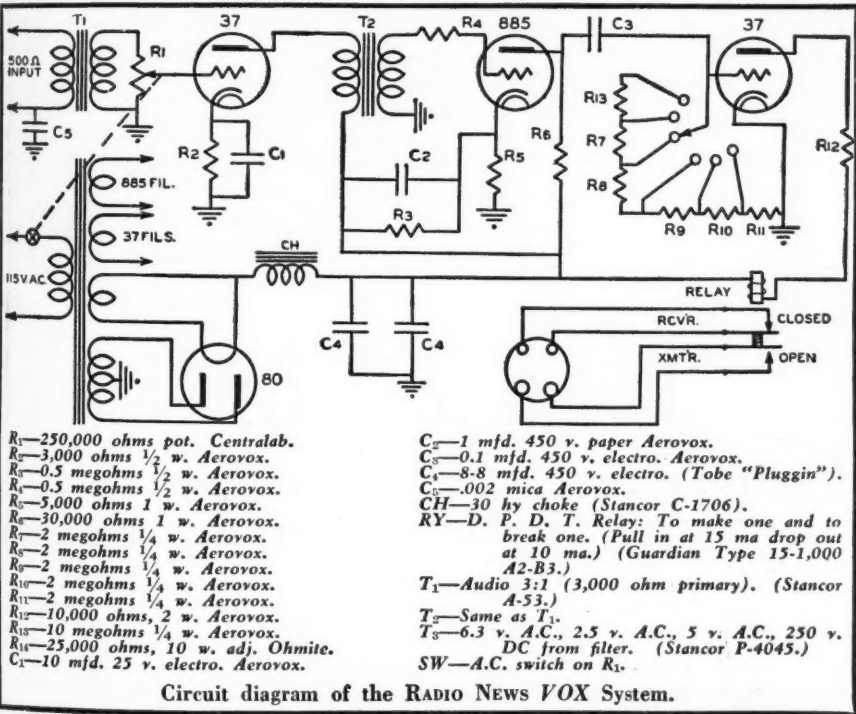 T1
37
T2
R4
885
C3
37
500Ω
INPUT
R1
R13
R7
R8
R12
C5
R2
C1
C2
R5
R6
R3
R9
R10
R11
885 FIL.
37 FILS.
CH
115 V AC.
RELAY
RCVR.
CLOSED
XMT'R.
OPEN
C4
C4
80
R1—250,000 ohms pot. Centralab.
R2—3,000 ohms 1/2 w. Aerovox.
R3—0.5 megohms 1/2 w. Aerovox.
R4—0.5 megohms 1/2 w. Aerovox.
R5—5,000 ohms 1 w. Aerovox.
R6—30,000 ohms 1 w. Aerovox.
R7—2 megohms 1/4 w. Aerovox.
R8—2 megohms 1/4 w. Aerovox.
R9—2 megohms 1/4 w. Aerovox.
R10—2 megohms 1/4 w. Aerovox.
R11—2 megohms 1/4 w. Aerovox.
R12—10,000 ohms, 2 w. Aerovox.
R13—10 megohms 1/4 w. Aerovox.
R14—25,000 ohms, 10 w. adj. Ohmite.
C1—10 mfd. 25 v. electro. Aerovox.
C2—1 mfd. 450 v. paper Aerovox.
C3—0.1 mfd. 450 v. electro. Aerovox.
C4—8-8 mfd. 450 v. electro. (Tobe "Pluggin").
C5—.002 mica Aerovox.
CH—30 hy choke (Stancor C-1706).
RY—D. P. D. T. Relay: To make one and to
break one. (Pull in at 15 ma drop out
at 10 ma.) (Guardian Type 15-1,000
A2-B3.)
T1—Audio 3:1 (3,000 ohm primary). (Stancor
A-53.)
T2—Same as T1.
T3—6.3 v. A.C., 2.5 v. A.C., 5 v. A.C., 250 v.
DC from filter. (Stancor P-4045.)
SW—A.C. switch on R1.
Circuit diagram of the RADIO NEWS VOX System.